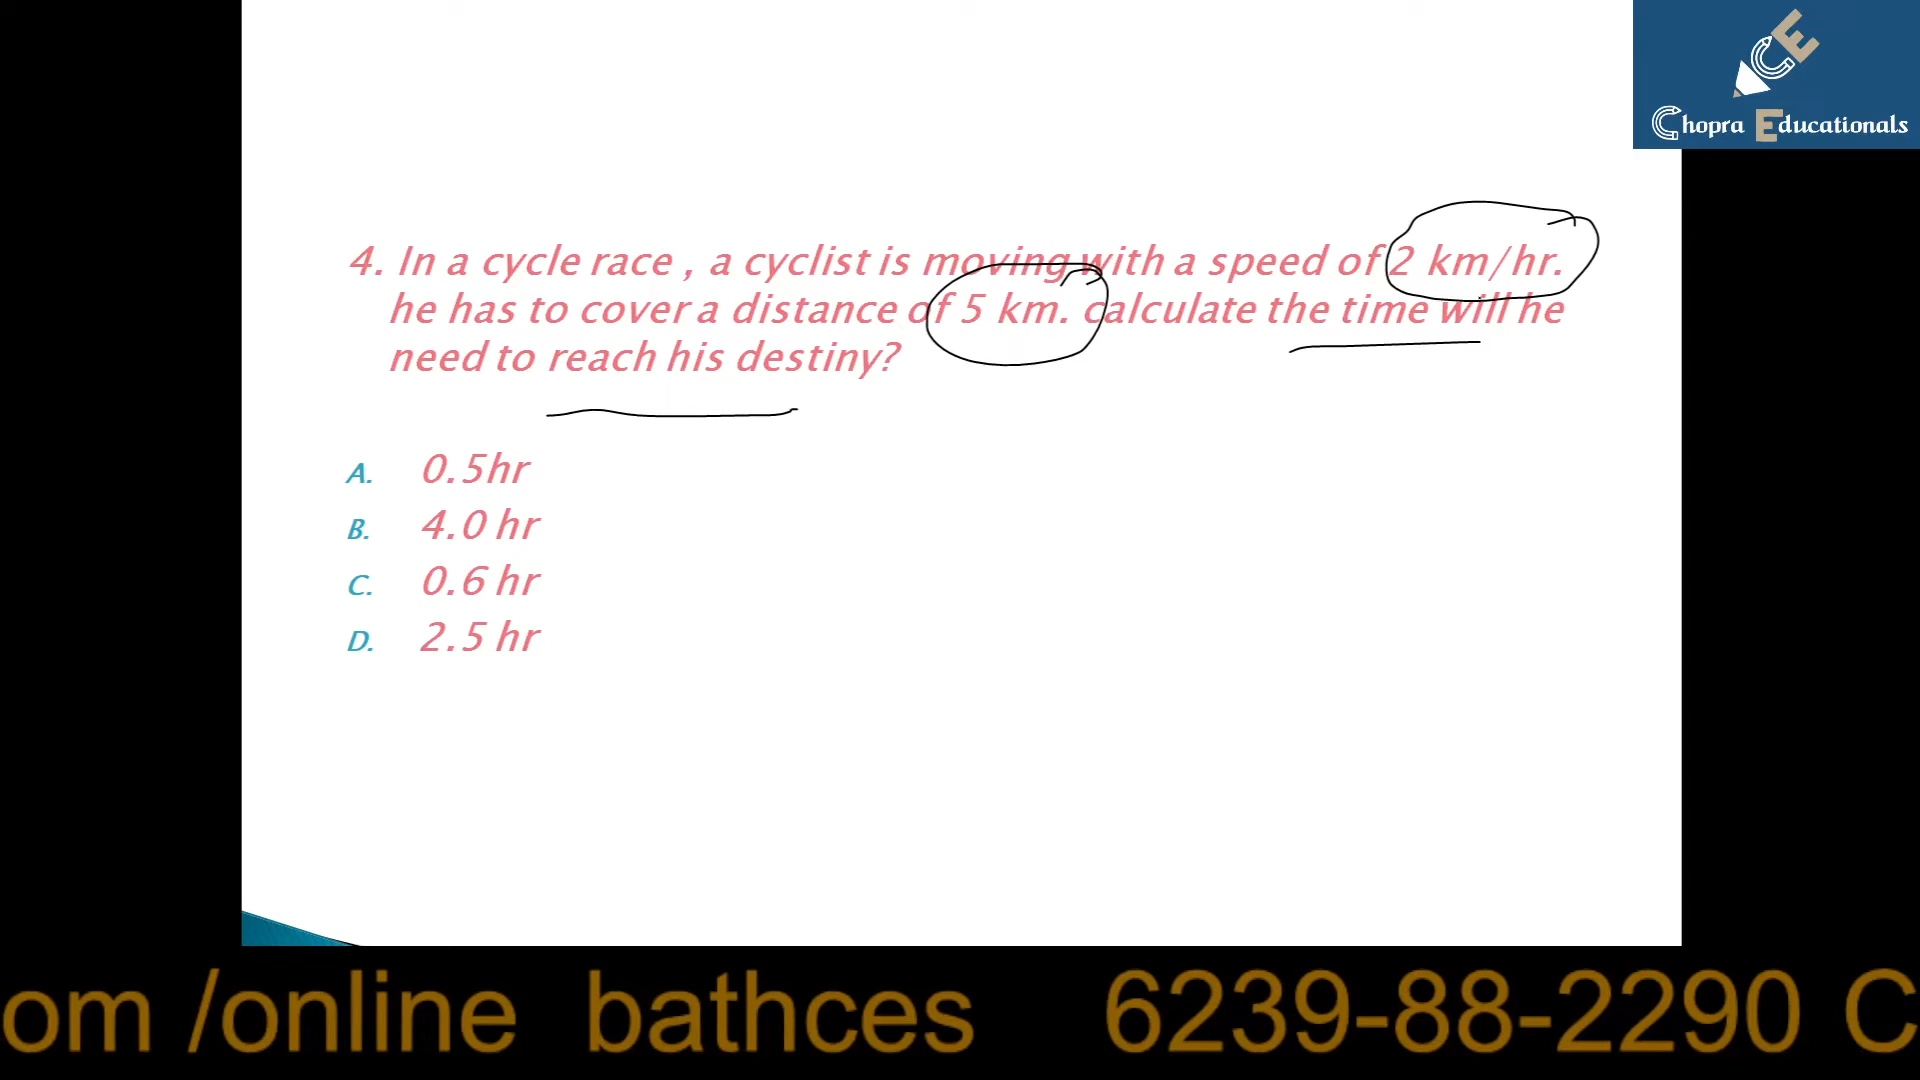 Chopra Educationals
4. In a cycle race , a cyclist is moving with a speed of 2 km/hr.
he has to cover a distance of 5 km. calculate the time will he
need to reach his destiny?
A. 0.5hr
B. 4.0 hr
C. 0.6 hr
D. 2.5 hr
om /online bathces 6239-88-2290 C